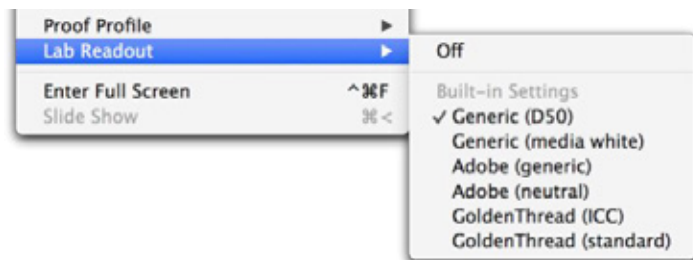 Proof Profile ▶
Lab Readout ▶
Enter Full Screen ^⌘F
Slide Show ⌘<
Off
Built-in Settings
✓ Generic (D50)
Generic (media white)
Adobe (generic)
Adobe (neutral)
GoldenThread (ICC)
GoldenThread (standard)